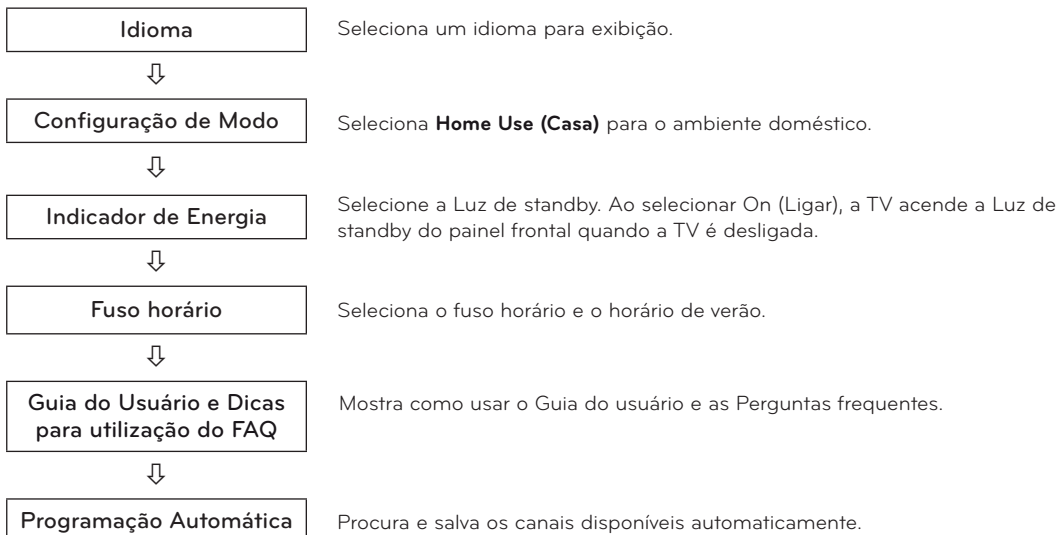 Idioma
Seleciona um idioma para exibição.
Configuração de Modo
Seleciona Home Use (Casa) para o ambiente doméstico.
Indicador de Energia
Selecione a Luz de standby. Ao selecionar On (Ligar), a TV acende a Luz de
standby do painel frontal quando a TV é desligada.
Fuso horário
Seleciona o fuso horário e o horário de verão.
Guia do Usuário e Dicas
para utilização do FAQ
Mostra como usar o Guia do usuário e as Perguntas frequentes.
Programação Automática
Procura e salva os canais disponíveis automaticamente.